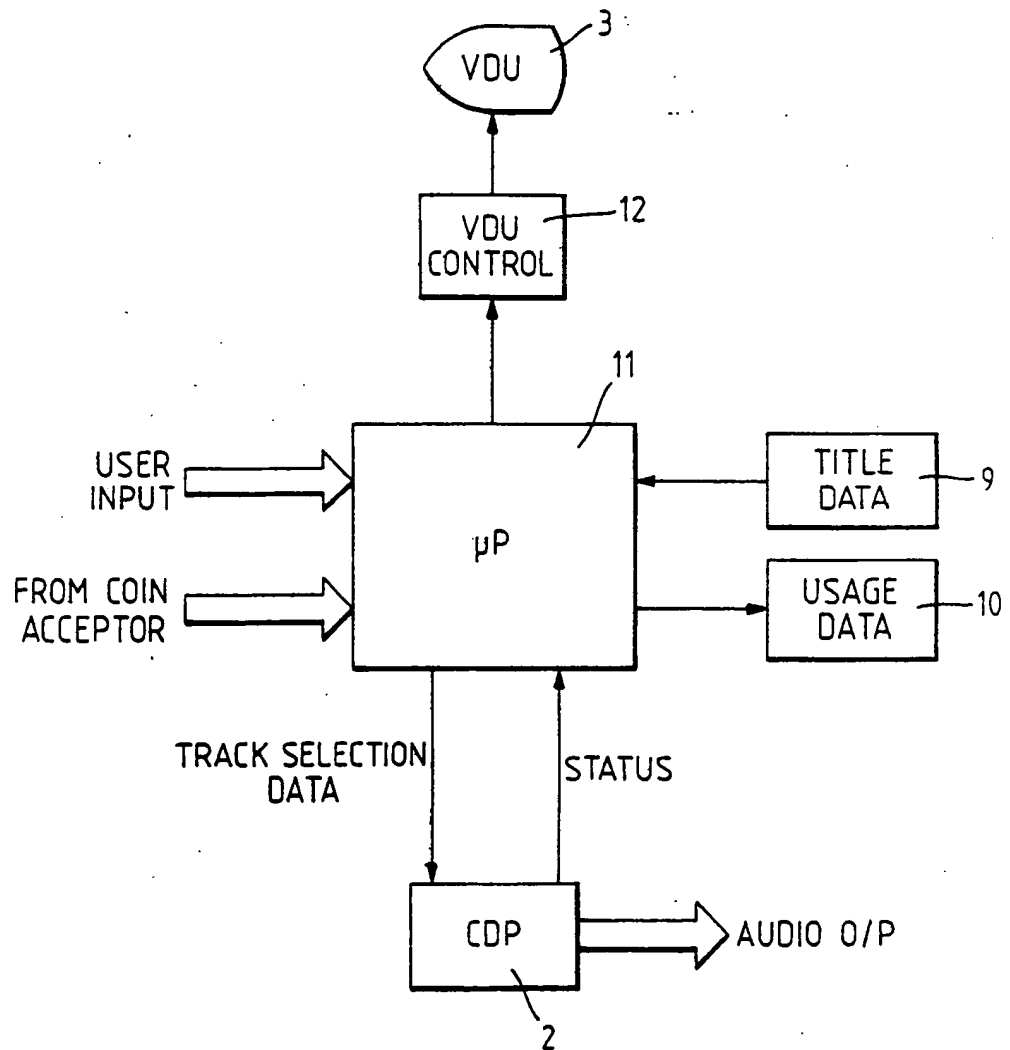 3
VDU
12
VDU
CONTROL
11
USER
INPUT
TITLE
DATA
9
µP
FROM COIN
ACCEPTOR
USAGE
DATA
10
TRACK SELECTION
DATA
STATUS
CDP
AUDIO O/P
2